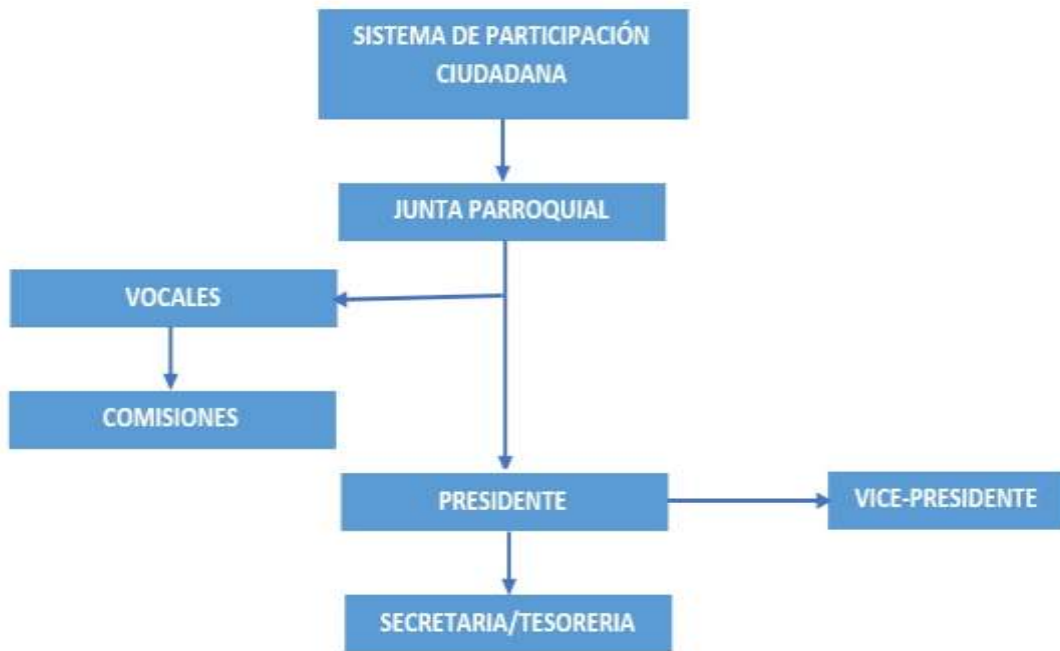 SISTEMA DE PARTICIPACIÓN
CIUDADANA
JUNTA PARROQUIAL
VOCALES
COMISIONES
PRESIDENTE
VICE-PRESIDENTE
SECRETARIA/TESORERIA